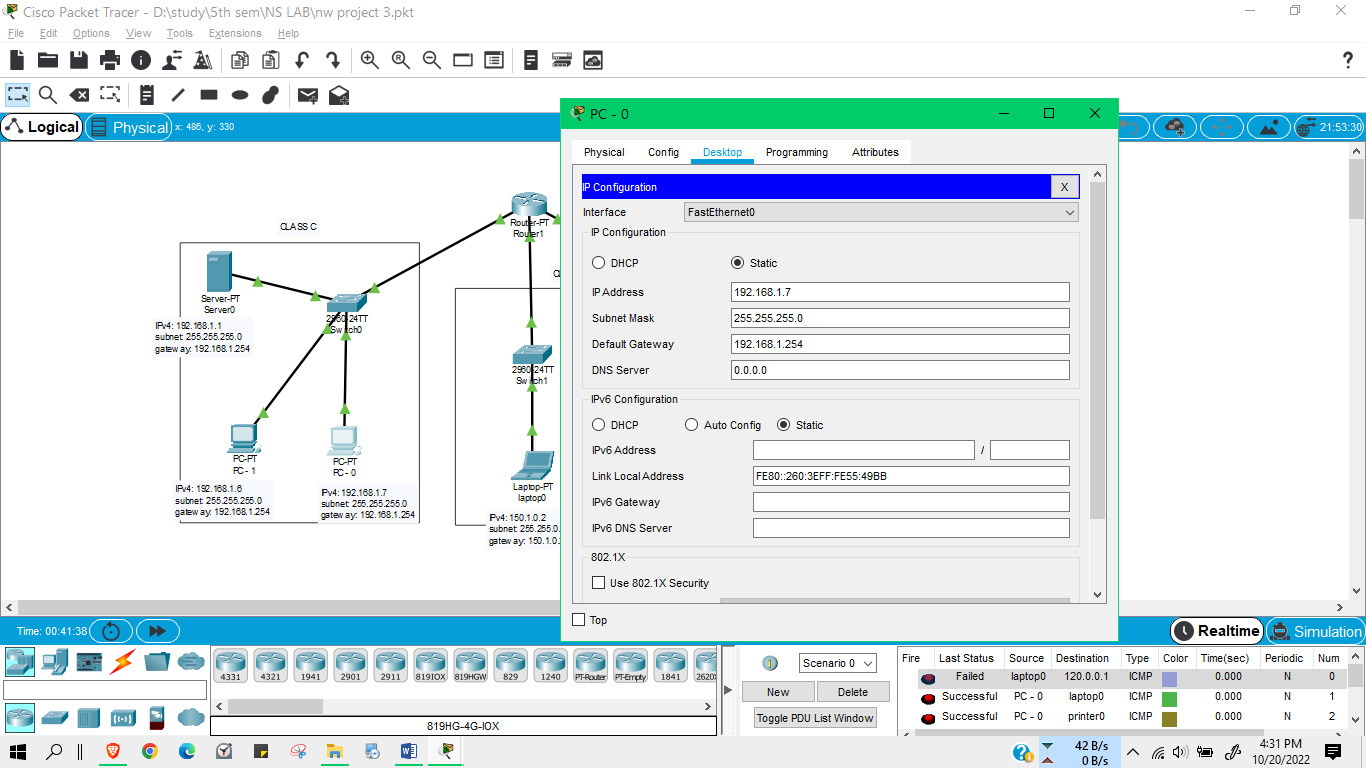 Cisco Packet Tracer - D:\study\5th sem\NS LAB\nw project 3.pkt
File Edit Options View Tools Extensions Help
Logical Physical x: 486, y: 330
21:53:30
CLASS C
Server-PT
Server0
IPv4: 192.168.1.1
subnet: 255.255.255.0
gateway: 192.168.1.254
2960-24TT
Switch0
PC-PT
PC - 1
IPv4: 192.168.1.6
subnet: 255.255.255.0
gateway: 192.168.1.254
PC-PT
PC - 0
IPv4: 192.168.1.7
subnet: 255.255.255.0
gateway: 192.168.1.254
Router-PT
Router1
2960-24TT
Switch1
Laptop-PT
laptop0
IPv4: 150.1.0.2
subnet: 255.255.0.
gateway: 150.1.0.
PC - 0
Physical Config Desktop Programming Attributes
IP Configuration X
Interface FastEthernet0
IP Configuration
DHCP Static
IP Address 192.168.1.7
Subnet Mask 255.255.255.0
Default Gateway 192.168.1.254
DNS Server 0.0.0.0
IPv6 Configuration
DHCP Auto Config Static
IPv6 Address /
Link Local Address FE80::260:3EFF:FE55:49BB
IPv6 Gateway
IPv6 DNS Server
802.1X
Use 802.1X Security
Top
Time: 00:41:38
Realtime Simulation
4331 4321 1941 2901 2911 819IOX 819HGW 829 1240 PT-Router PT-Empty 1841 2620X
819HG-4G-IOX
Scenario 0
New Delete
Toggle PDU List Window
Fire Last Status Source Destination Type Color Time(sec) Periodic Num
Failed laptop0 120.0.0.1 ICMP 0.000 N 0
Successful PC - 0 laptop0 ICMP 0.000 N 1
Successful PC - 0 printer0 ICMP 0.000 N 2
42 B/s
0 B/s
4:31 PM
10/20/2022